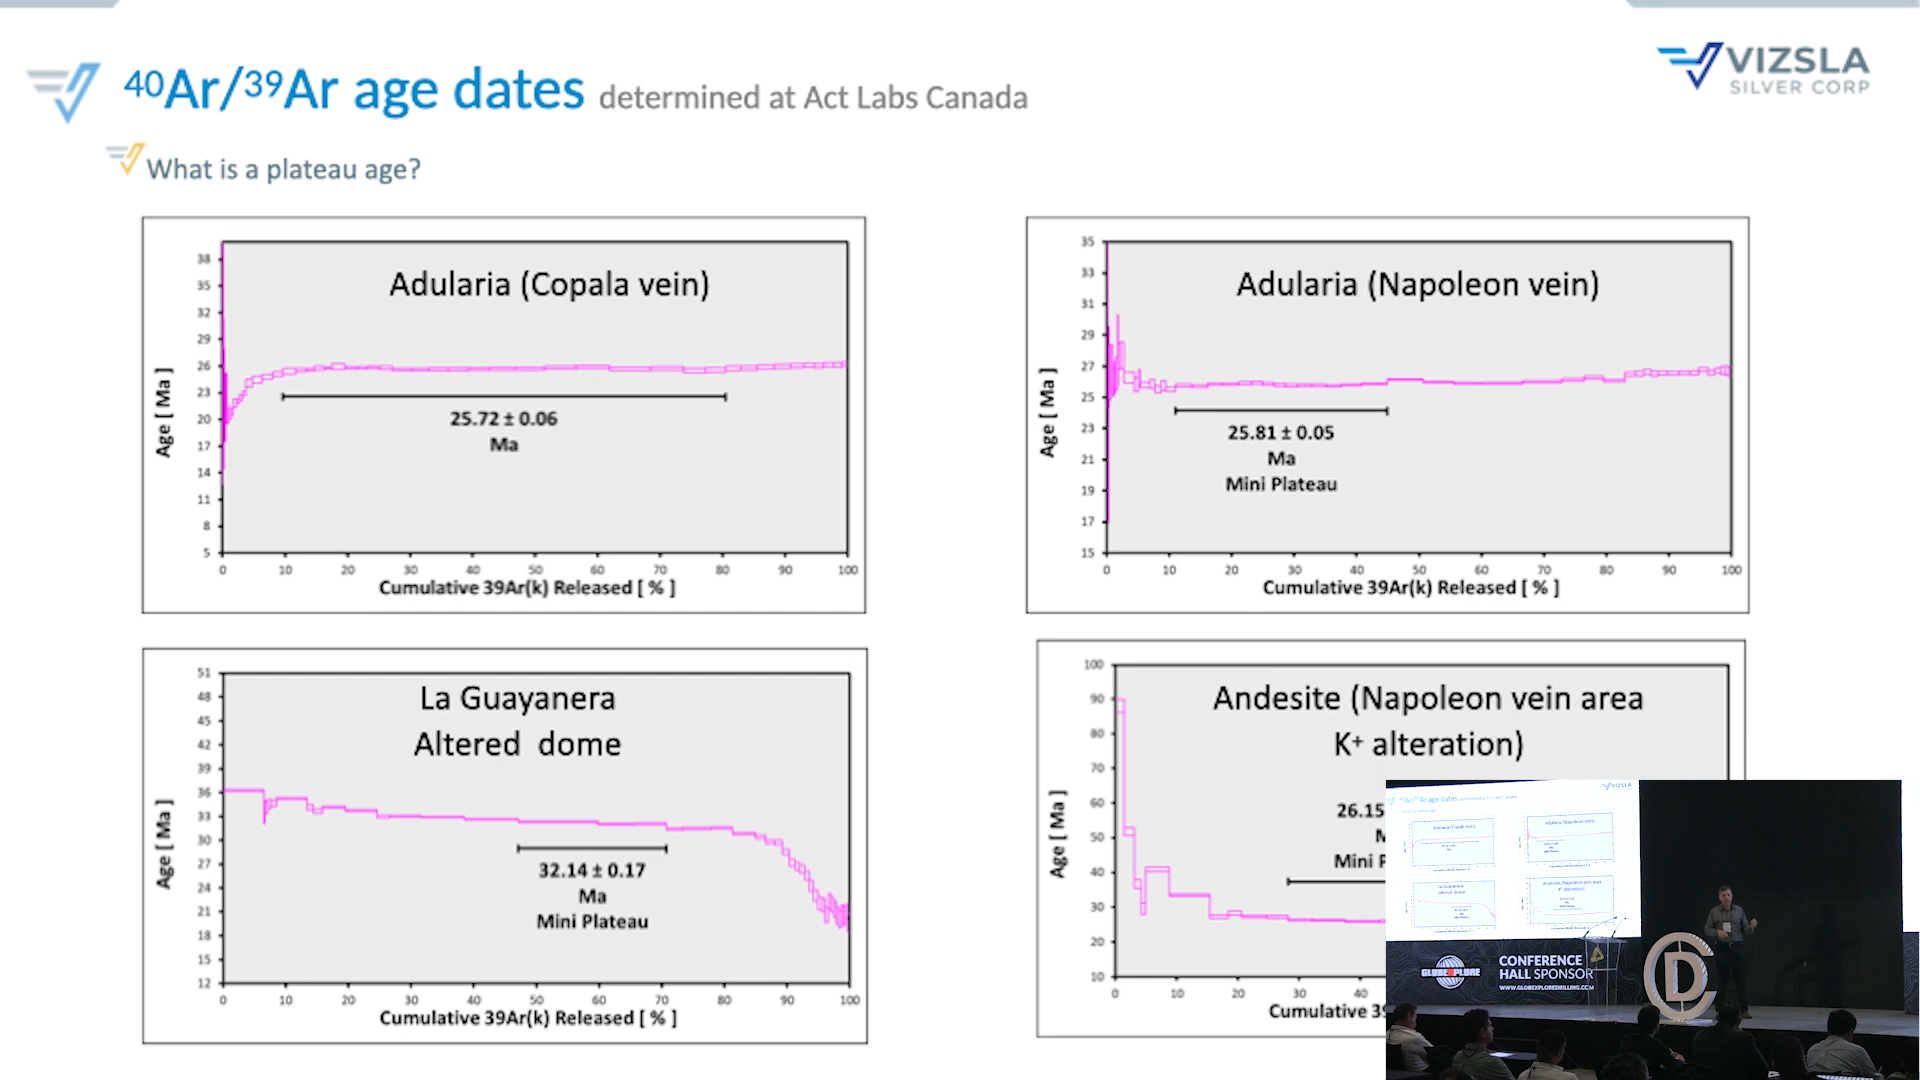 40Ar/39Ar age dates determined at Act Labs Canada
VIZSLA
SILVER CORP
What is a plateau age?
Adularia (Copala vein)
38
35
32
29
26
23
20
17
14
11
8
5
Age [ Ma ]
25.72 ± 0.06
Ma
0 10 20 30 40 50 60 70 80 90 100
Cumulative 39Ar(k) Released [ % ]
Adularia (Napoleon vein)
35
33
31
29
27
25
23
21
19
17
15
Age [ Ma ]
25.81 ± 0.05
Ma
Mini Plateau
0 10 20 30 40 50 60 70 80 90 100
Cumulative 39Ar(k) Released [ % ]
La Guayanera
Altered dome
51
48
45
42
39
36
33
30
27
24
21
18
15
12
Age [ Ma ]
32.14 ± 0.17
Ma
Mini Plateau
0 10 20 30 40 50 60 70 80 90 100
Cumulative 39Ar(k) Released [ % ]
Andesite (Napoleon vein area
K+ alteration)
100
90
80
70
60
50
40
30
20
10
Age [ Ma ]
26.15
Mini P
0 10 20 30 40
Cumulative 39
VIZSLA
GLOBEXPLORE
CONFERENCE
HALL SPONSOR
WWW.GLOBEXPLOREDRILLING.COM